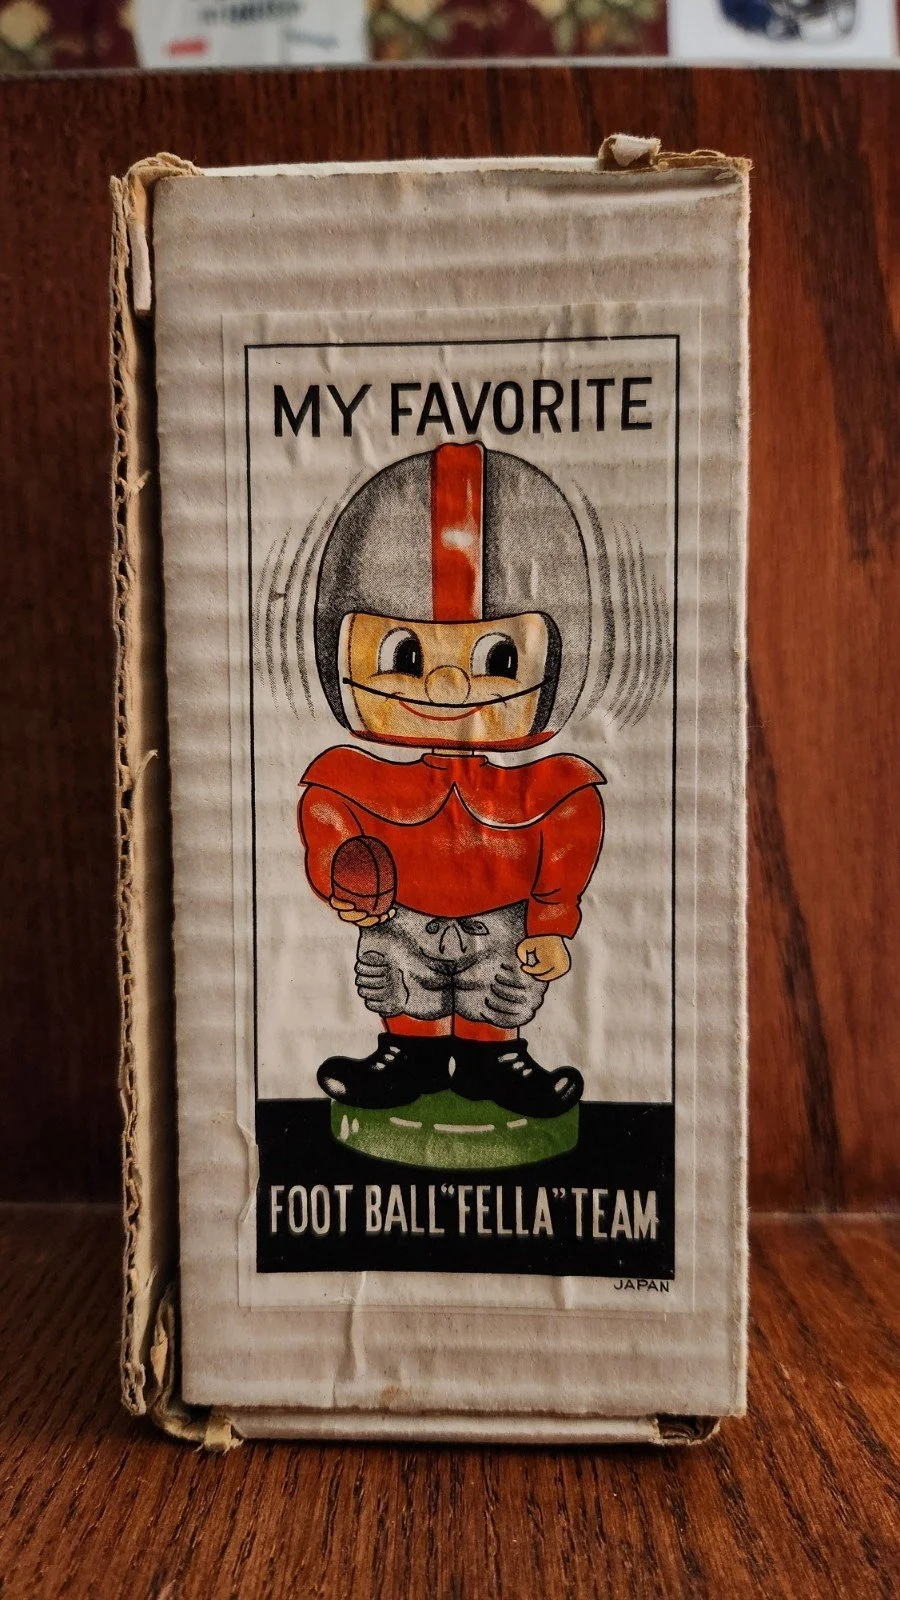 MY FAVORITE
FOOT BALL “FELLA” TEAM
JAPAN